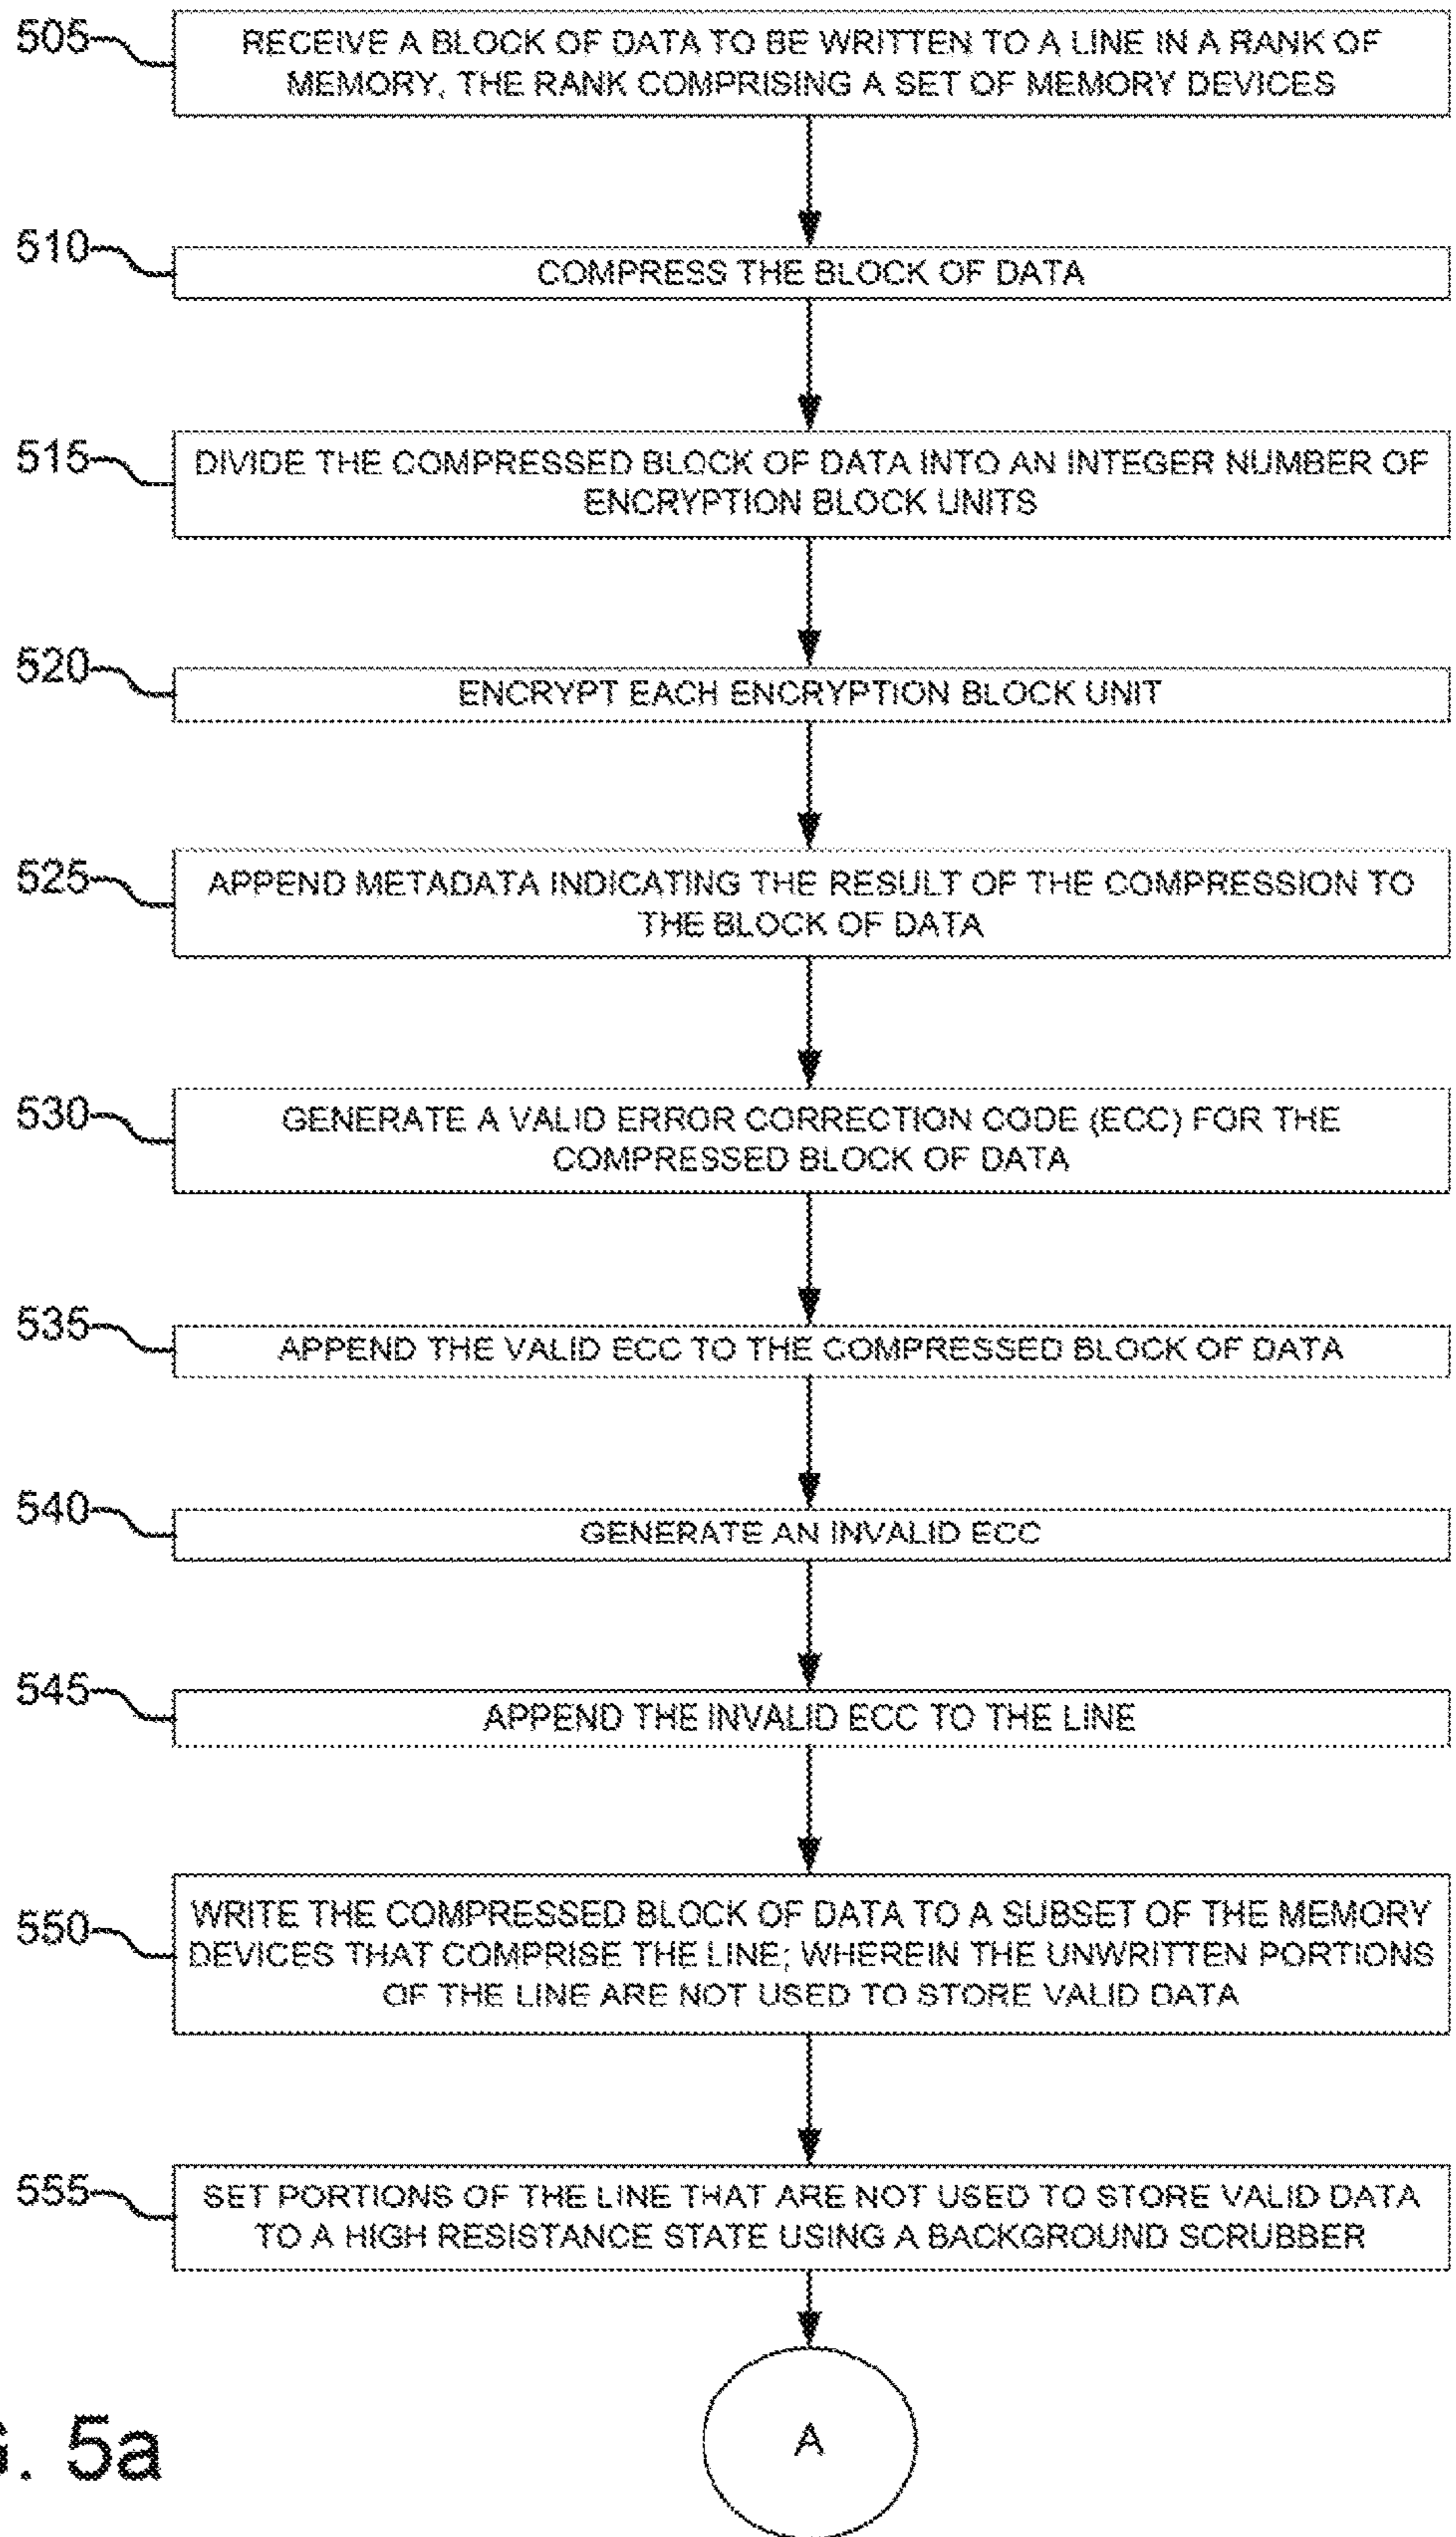 505
RECEIVE A BLOCK OF DATA TO BE WRITTEN TO A LINE IN A RANK OF
MEMORY, THE RANK COMPRISING A SET OF MEMORY DEVICES
510
COMPRESS THE BLOCK OF DATA
515
DIVIDE THE COMPRESSED BLOCK OF DATA INTO AN INTEGER NUMBER OF
ENCRYPTION BLOCK UNITS
520
ENCRYPT EACH ENCRYPTION BLOCK UNIT
525
APPEND METADATA INDICATING THE RESULT OF THE COMPRESSION TO
THE BLOCK OF DATA
530
GENERATE A VALID ERROR CORRECTION CODE (ECC) FOR THE
COMPRESSED BLOCK OF DATA
535
APPEND THE VALID ECC TO THE COMPRESSED BLOCK OF DATA
540
GENERATE AN INVALID ECC
545
APPEND THE INVALID ECC TO THE LINE
550
WRITE THE COMPRESSED BLOCK OF DATA TO A SUBSET OF THE MEMORY
DEVICES THAT COMPRISE THE LINE; WHEREIN THE UNWRITTEN PORTIONS
OF THE LINE ARE NOT USED TO STORE VALID DATA
555
SET PORTIONS OF THE LINE THAT ARE NOT USED TO STORE VALID DATA
TO A HIGH RESISTANCE STATE USING A BACKGROUND SCRUBBER
A
G. 5a